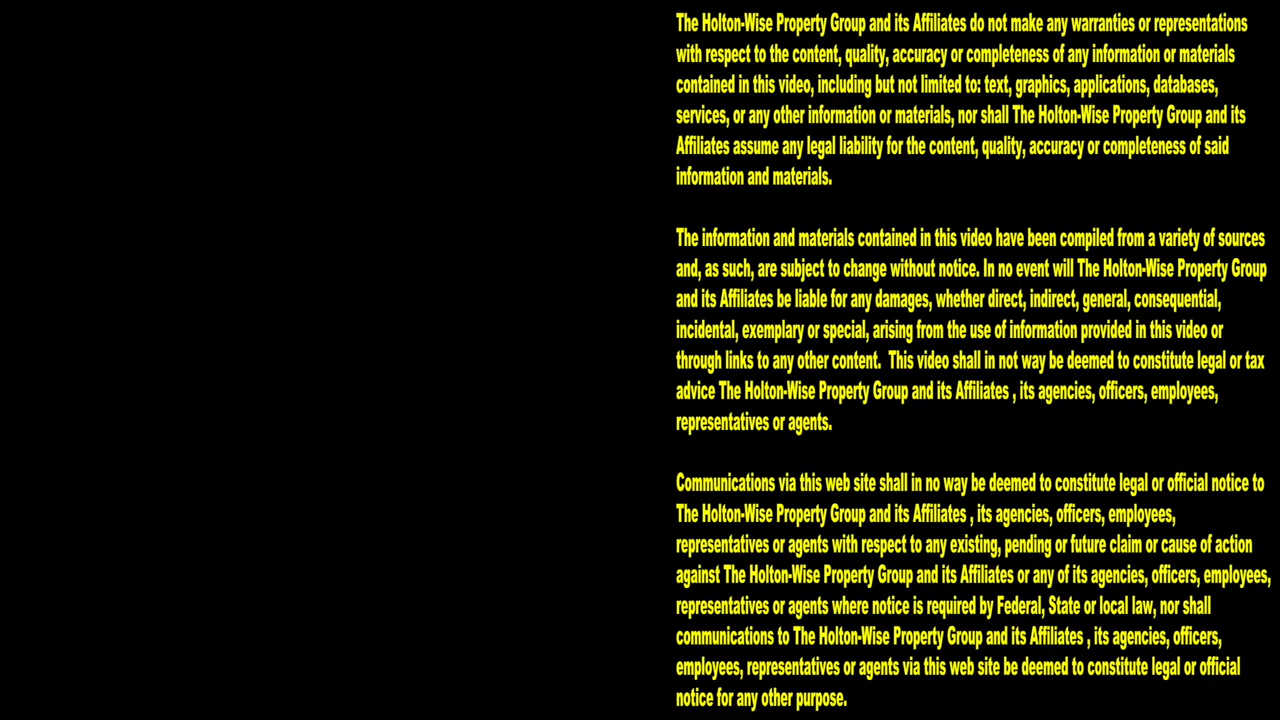 The Holton-Wise Property Group and its Affiliates do not make any warranties or representations
with respect to the content, quality, accuracy or completeness of any information or materials
contained in this video, including but not limited to: text, graphics, applications, databases,
services, or any other information or materials, nor shall The Holton-Wise Property Group and its
Affiliates assume any legal liability for the content, quality, accuracy or completeness of said
information and materials.
The information and materials contained in this video have been compiled from a variety of sources
and, as such, are subject to change without notice. In no event will The Holton-Wise Property Group
and its Affiliates be liable for any damages, whether direct, indirect, general, consequential,
incidental, exemplary or special, arising from the use of information provided in this video or
through links to any other content.  This video shall in not way be deemed to constitute legal or tax
advice The Holton-Wise Property Group and its Affiliates , its agencies, officers, employees,
representatives or agents.
Communications via this web site shall in no way be deemed to constitute legal or official notice to
The Holton-Wise Property Group and its Affiliates , its agencies, officers, employees,
representatives or agents with respect to any existing, pending or future claim or cause of action
against The Holton-Wise Property Group and its Affiliates or any of its agencies, officers, employees,
representatives or agents where notice is required by Federal, State or local law, nor shall
communications to The Holton-Wise Property Group and its Affiliates , its agencies, officers,
employees, representatives or agents via this web site be deemed to constitute legal or official
notice for any other purpose.